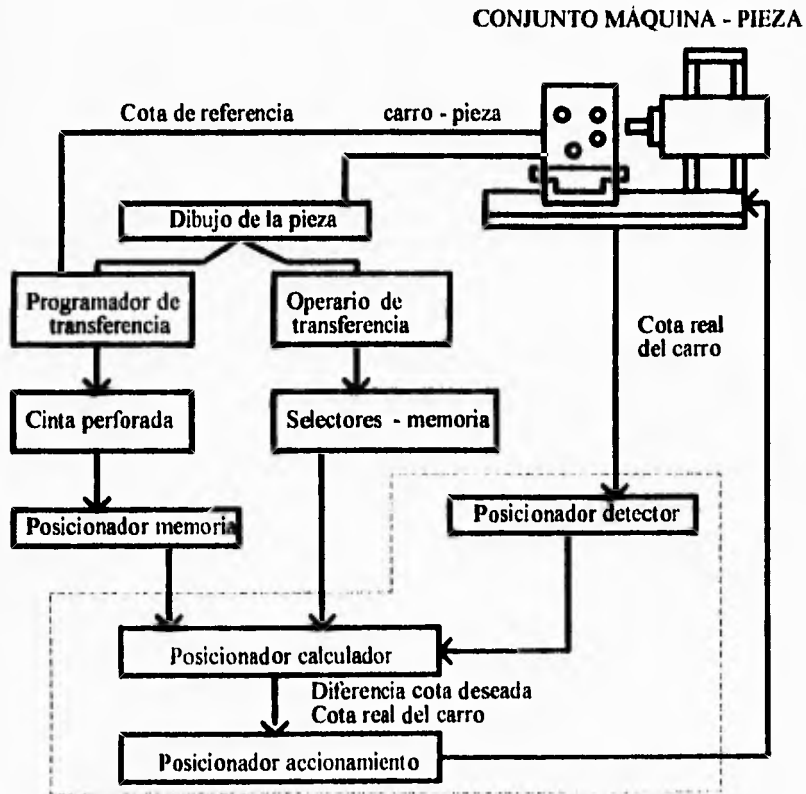 CONJUNTO MÁQUINA - PIEZA
Cota de referencia
carro - pieza
Dibujo de la pieza
Programador de
transferencia
Operario de
transferencia
Cota real
del carro
Cinta perforada
Selectores - memoria
Posicionador memoria
Posicionador detector
Posicionador calculador
Diferencia cota deseada
Cota real del carro
Posicionador accionamiento